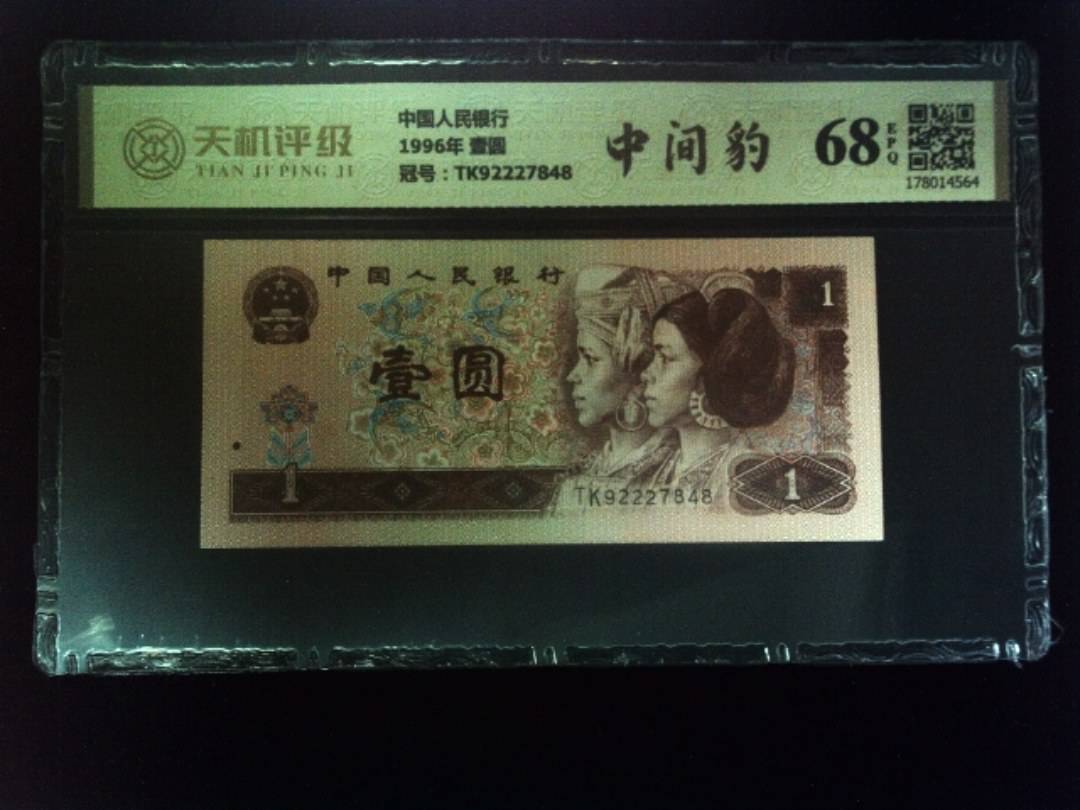 天机评级
TIAN JI PING JI
中国人民银行
1996年 壹圆
冠号：TK92227848
中间豹
68
EPQ
178014564
中国人民银行
1
壹圆
1
TK92227848
1